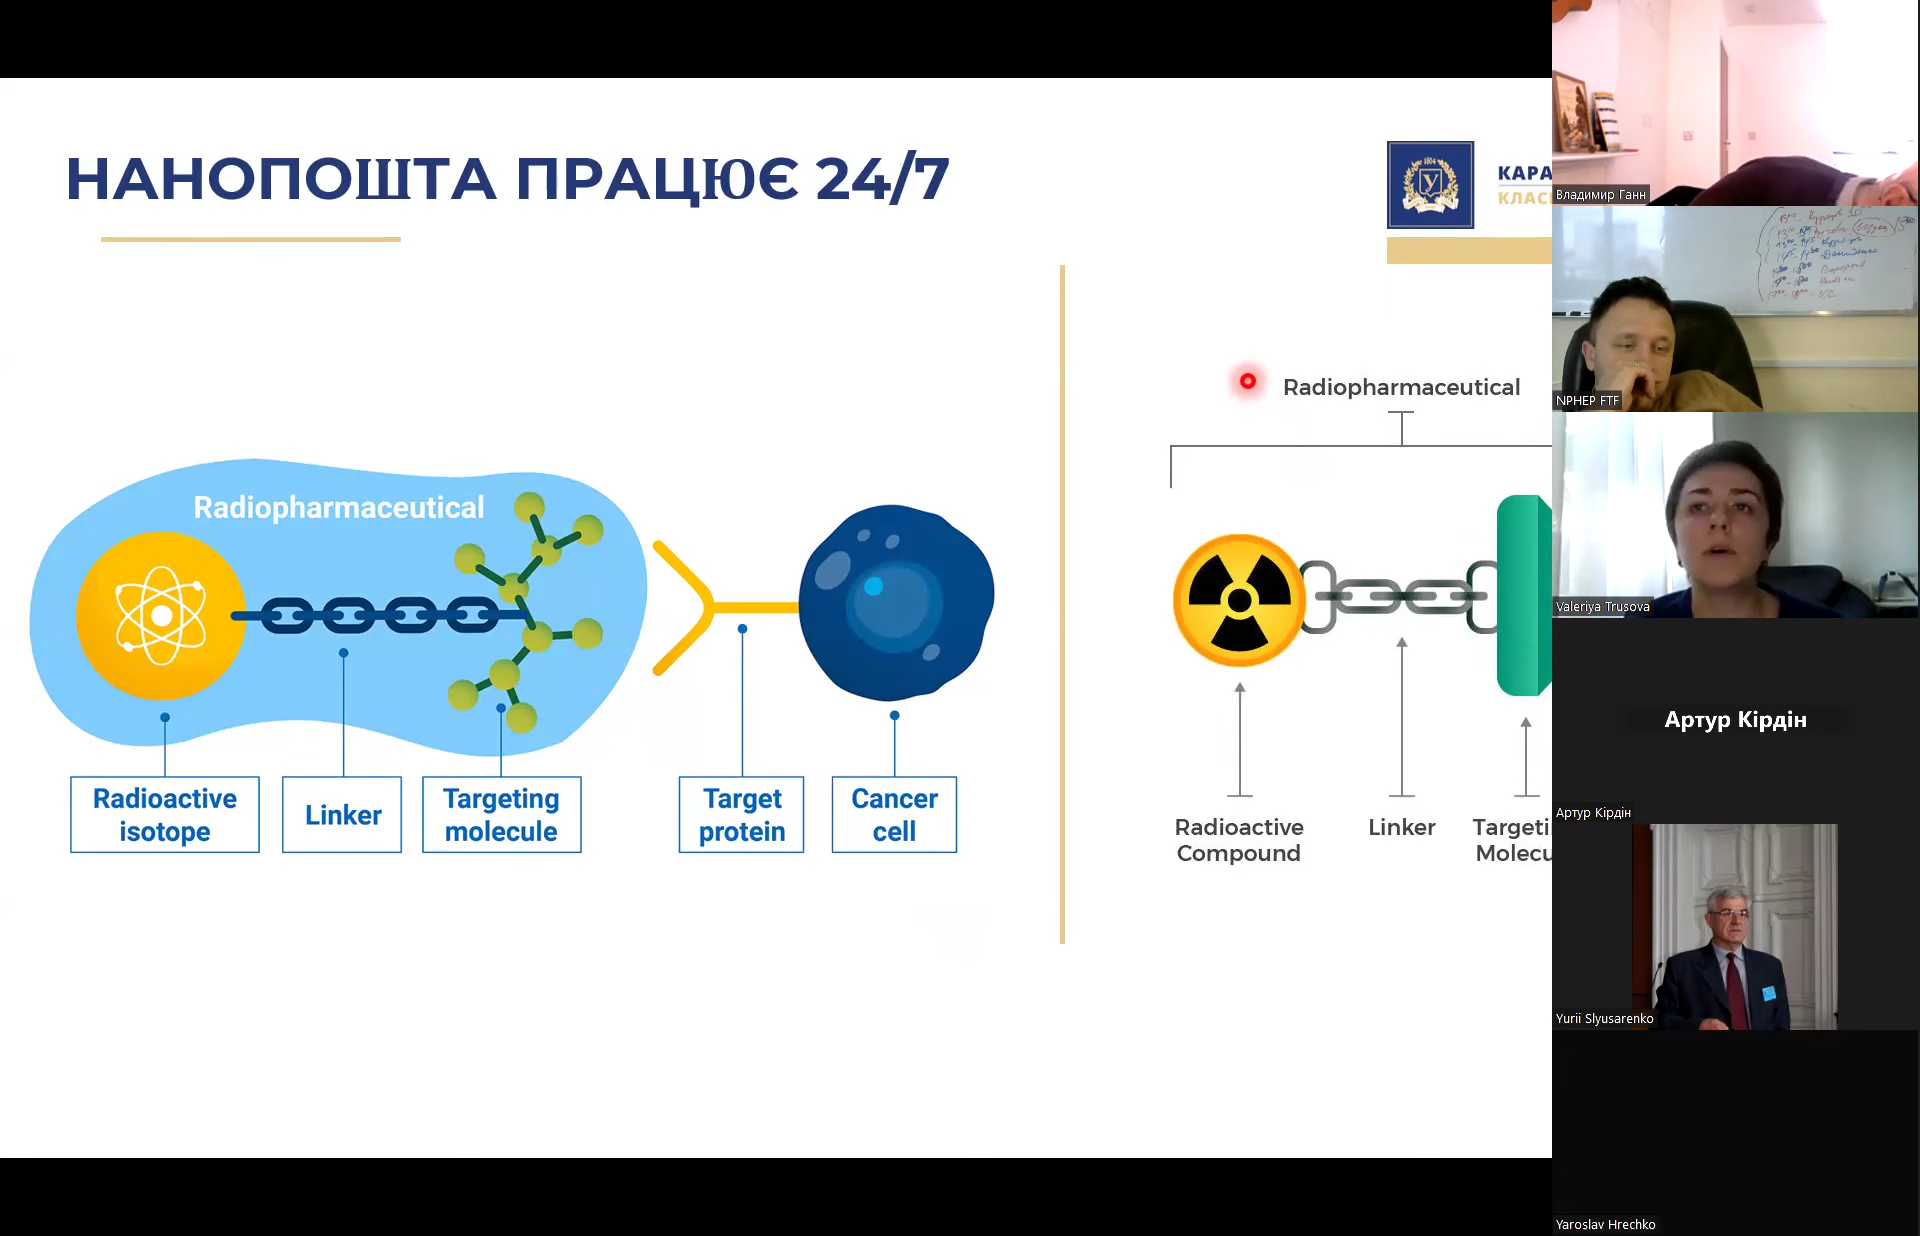 НАНОПОШТА ПРАЦЮЄ 24/7
1804
У
КАРА
КЛАС
Radiopharmaceutical
Radioactive
isotope
Linker
Targeting
molecule
Target
protein
Cancer
cell
Radiopharmaceutical
Radioactive
Compound
Linker
Targeti
Molecu
Владимир Ганн
NPHEP FTF
Valeriya Trusova
Артур Кірдін
Артур Кірдін
Yurii Slyusarenko
Yaroslav Hrechko